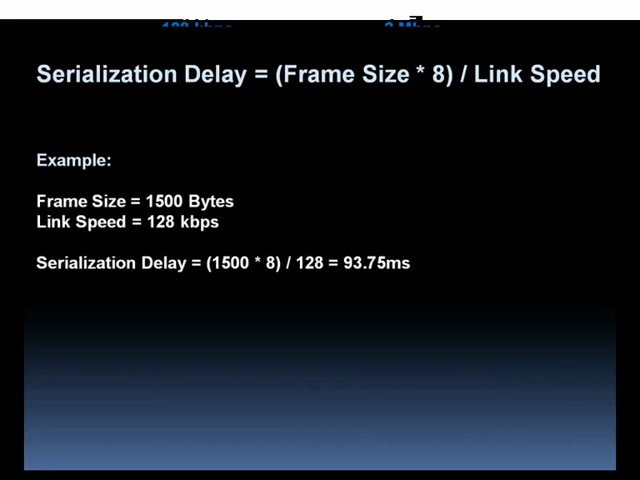 Serialization Delay = (Frame Size * 8) / Link Speed
Example:
Frame Size = 1500 Bytes
Link Speed = 128 kbps
Serialization Delay = (1500 * 8) / 128 = 93.75ms